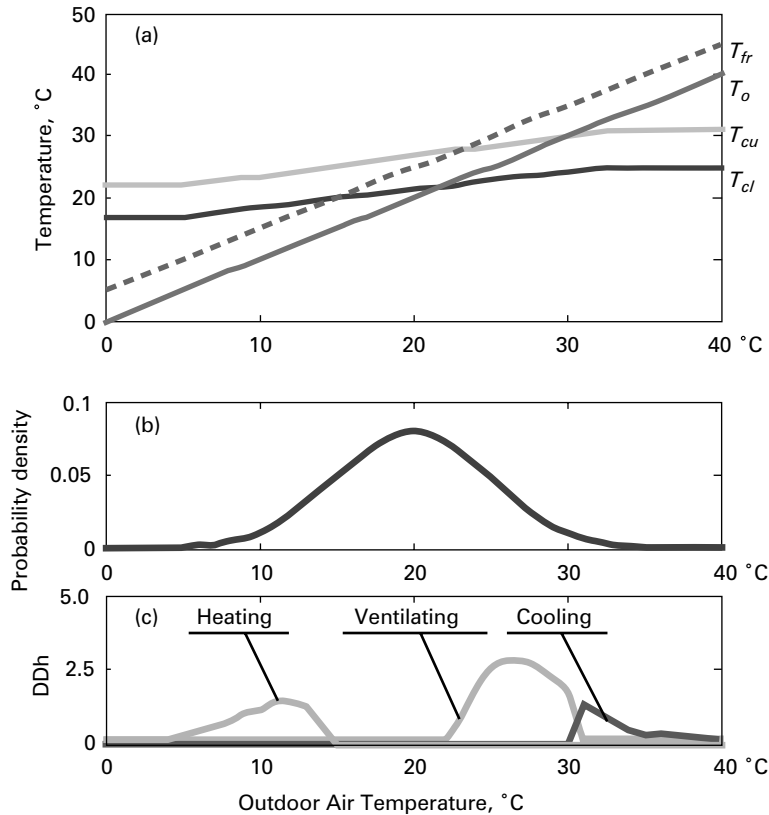 50
(a)
T_fr
40
T_o
Temperature, ˚C
30
T_cu
20
T_cl
10
0
0 10 20 30 40 ˚C
0.1
(b)
Probability density
0.05
0
0 10 20 30 40 ˚C
5.0
(c)
Heating Ventilating Cooling
DDh
2.5
0
0 10 20 30 40 ˚C
Outdoor Air Temperature, ˚C